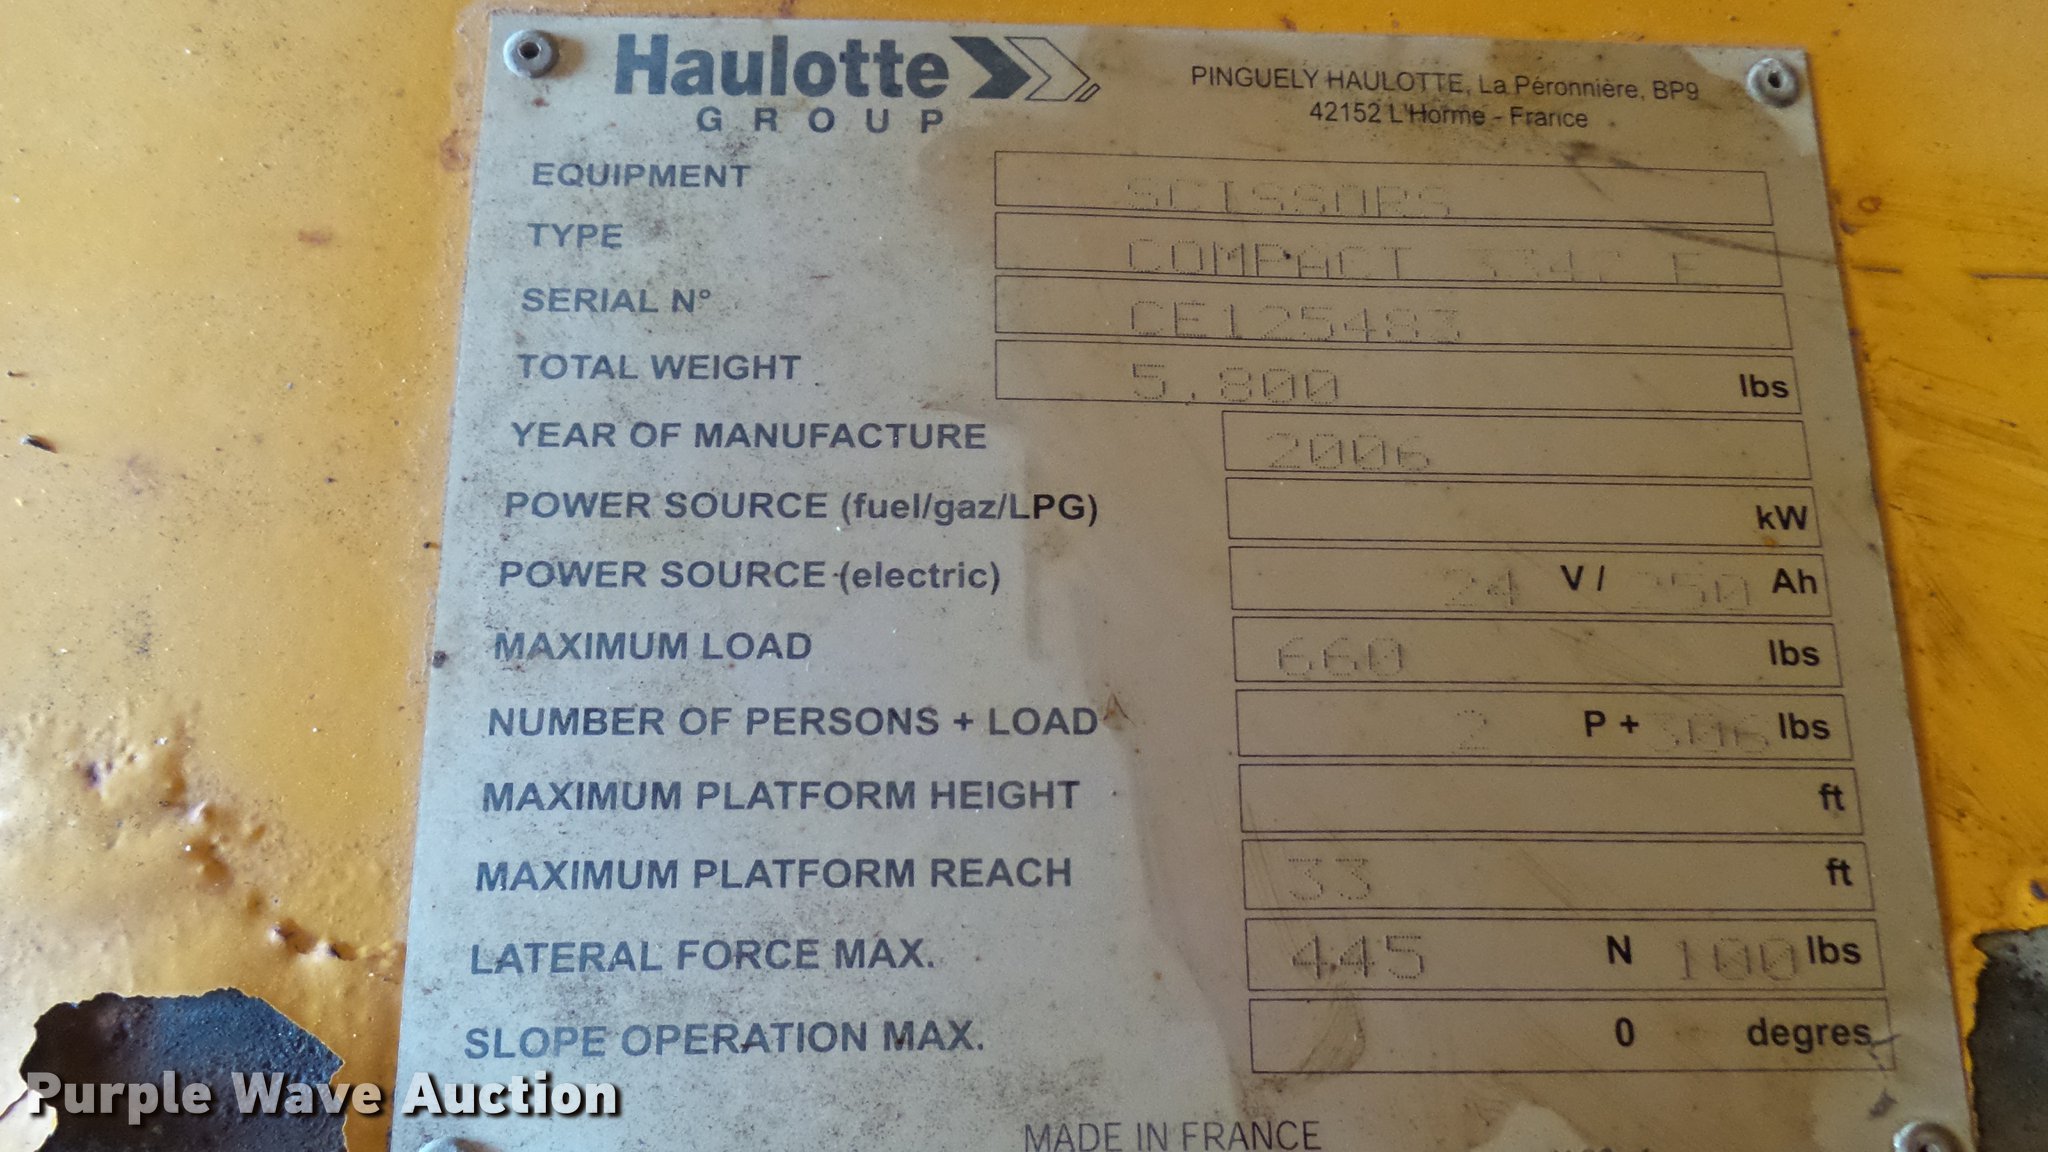 Haulotte
GROUP
PINGUELY HAULOTTE, La Péronnière, BP9
42152 L'Horme - France
EQUIPMENT SCISSORS
TYPE COMPACT E
SERIAL N° CE125483
TOTAL WEIGHT 5,800 lbs
YEAR OF MANUFACTURE 2006
POWER SOURCE (fuel/gaz/LPG) kW
POWER SOURCE (electric) 24 V / 250 Ah
MAXIMUM LOAD 660 lbs
NUMBER OF PERSONS + LOAD 2 P + 306 lbs
MAXIMUM PLATFORM HEIGHT ft
MAXIMUM PLATFORM REACH 33 ft
LATERAL FORCE MAX. 445 N 100 lbs
SLOPE OPERATION MAX. 0 degres
MADE IN FRANCE
Purple Wave Auction